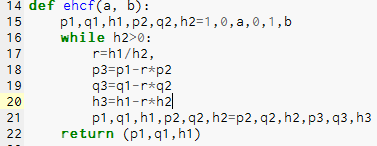 14 def ehcf(a, b):
15     p1,q1,h1,p2,q2,h2=1,0,a,0,1,b
16     while h2>0:
17         r=h1/h2,
18         p3=p1-r*p2
19         q3=q1-r*q2
20         h3=h1-r*h2
21         p1,q1,h1,p2,q2,h2=p2,q2,h2,p3,q3,h3
22     return (p1,q1,h1)